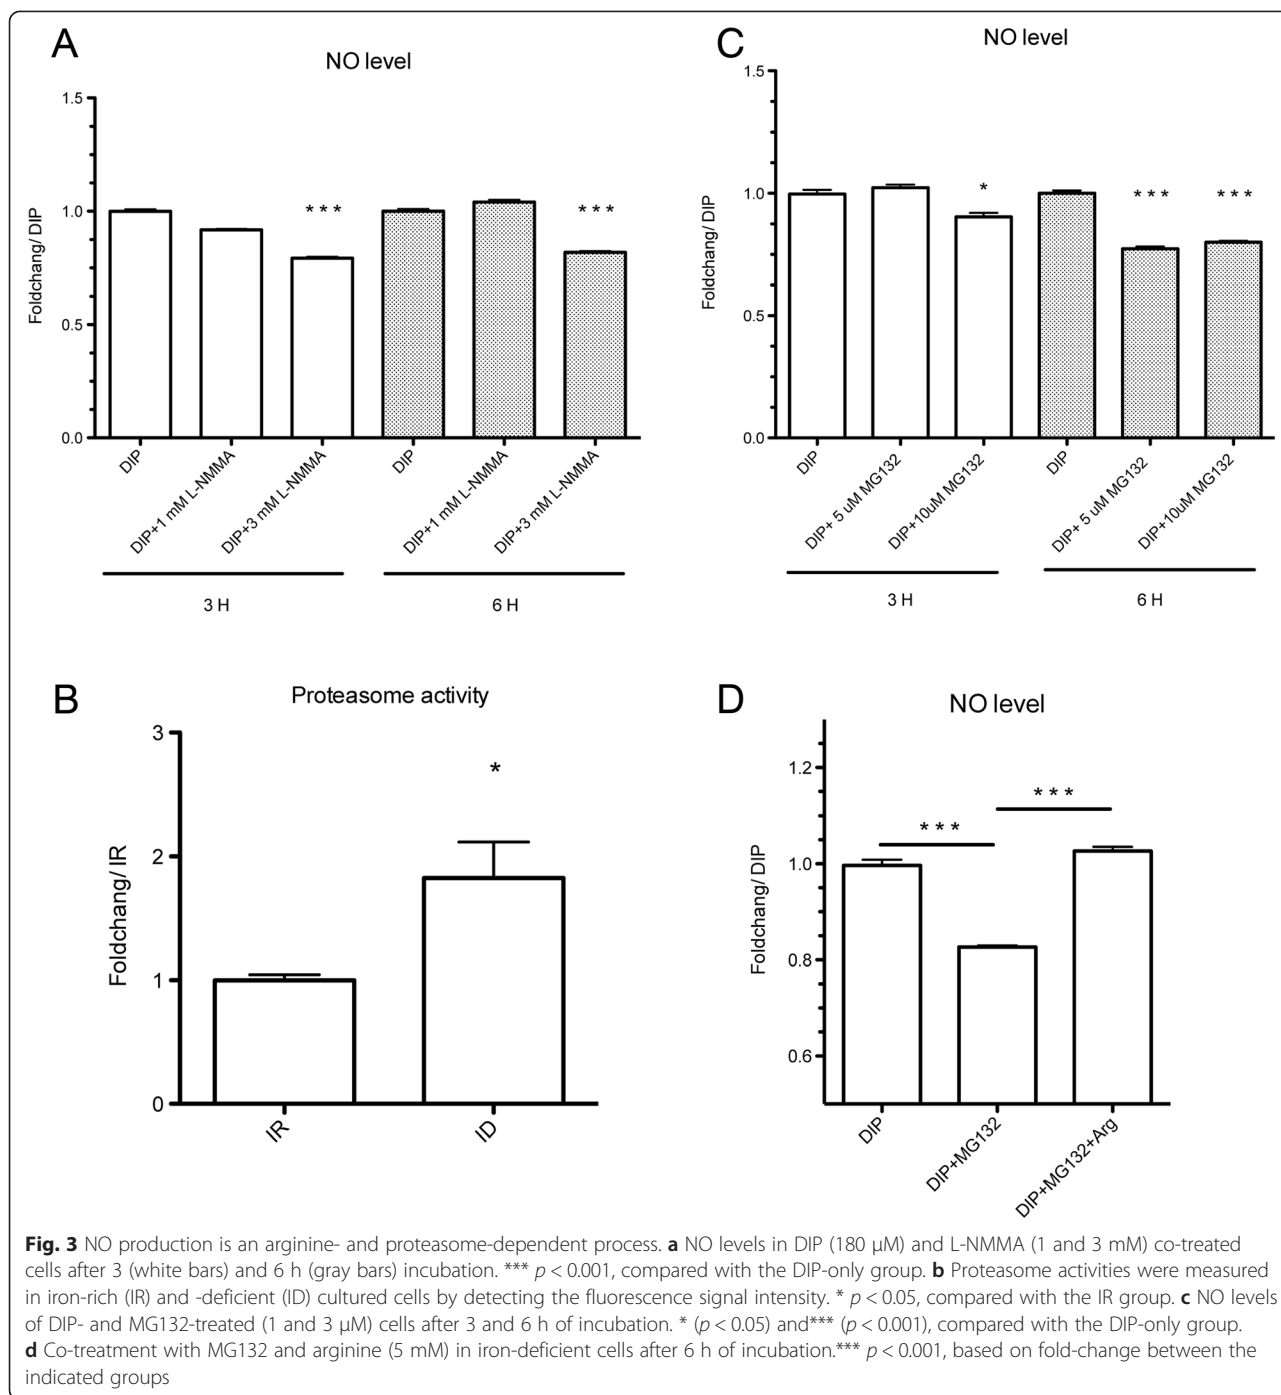 A
NO level
Foldchang/ DIP
1.5
1.0
0.5
0.0
***
***
DIP
DIP+1 mM L-NMMA
DIP+3 mM L-NMMA
DIP
DIP+1 mM L-NMMA
DIP+3 mM L-NMMA
3 H
6 H
C
NO level
Foldchang/ DIP
1.5
1.0
0.5
0.0
*
***
***
DIP
DIP+ 5 uM MG132
DIP+10uM MG132
DIP
DIP+ 5 uM MG132
DIP+10uM MG132
3 H
6 H
B
Proteasome activity
Foldchang/ IR
3
2
1
0
*
IR
ID
D
NO level
Foldchang/ DIP
1.2
1.0
0.8
0.6
***
***
DIP
DIP+MG132
DIP+MG132+Arg
Fig. 3 NO production is an arginine- and proteasome-dependent process. a NO levels in DIP (180 μM) and L-NMMA (1 and 3 mM) co-treated
cells after 3 (white bars) and 6 h (gray bars) incubation. *** p < 0.001, compared with the DIP-only group. b Proteasome activities were measured
in iron-rich (IR) and -deficient (ID) cultured cells by detecting the fluorescence signal intensity. * p < 0.05, compared with the IR group. c NO levels
of DIP- and MG132-treated (1 and 3 μM) cells after 3 and 6 h of incubation. * (p < 0.05) and*** (p < 0.001), compared with the DIP-only group.
d Co-treatment with MG132 and arginine (5 mM) in iron-deficient cells after 6 h of incubation.*** p < 0.001, based on fold-change between the
indicated groups